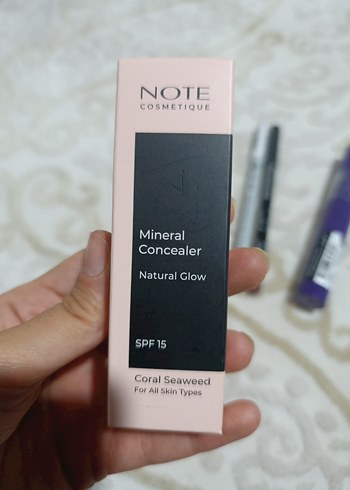 NOTE
COSMETIQUE
Mineral
Concealer
Natural Glow
SPF 15
Coral Seaweed
For All Skin Types